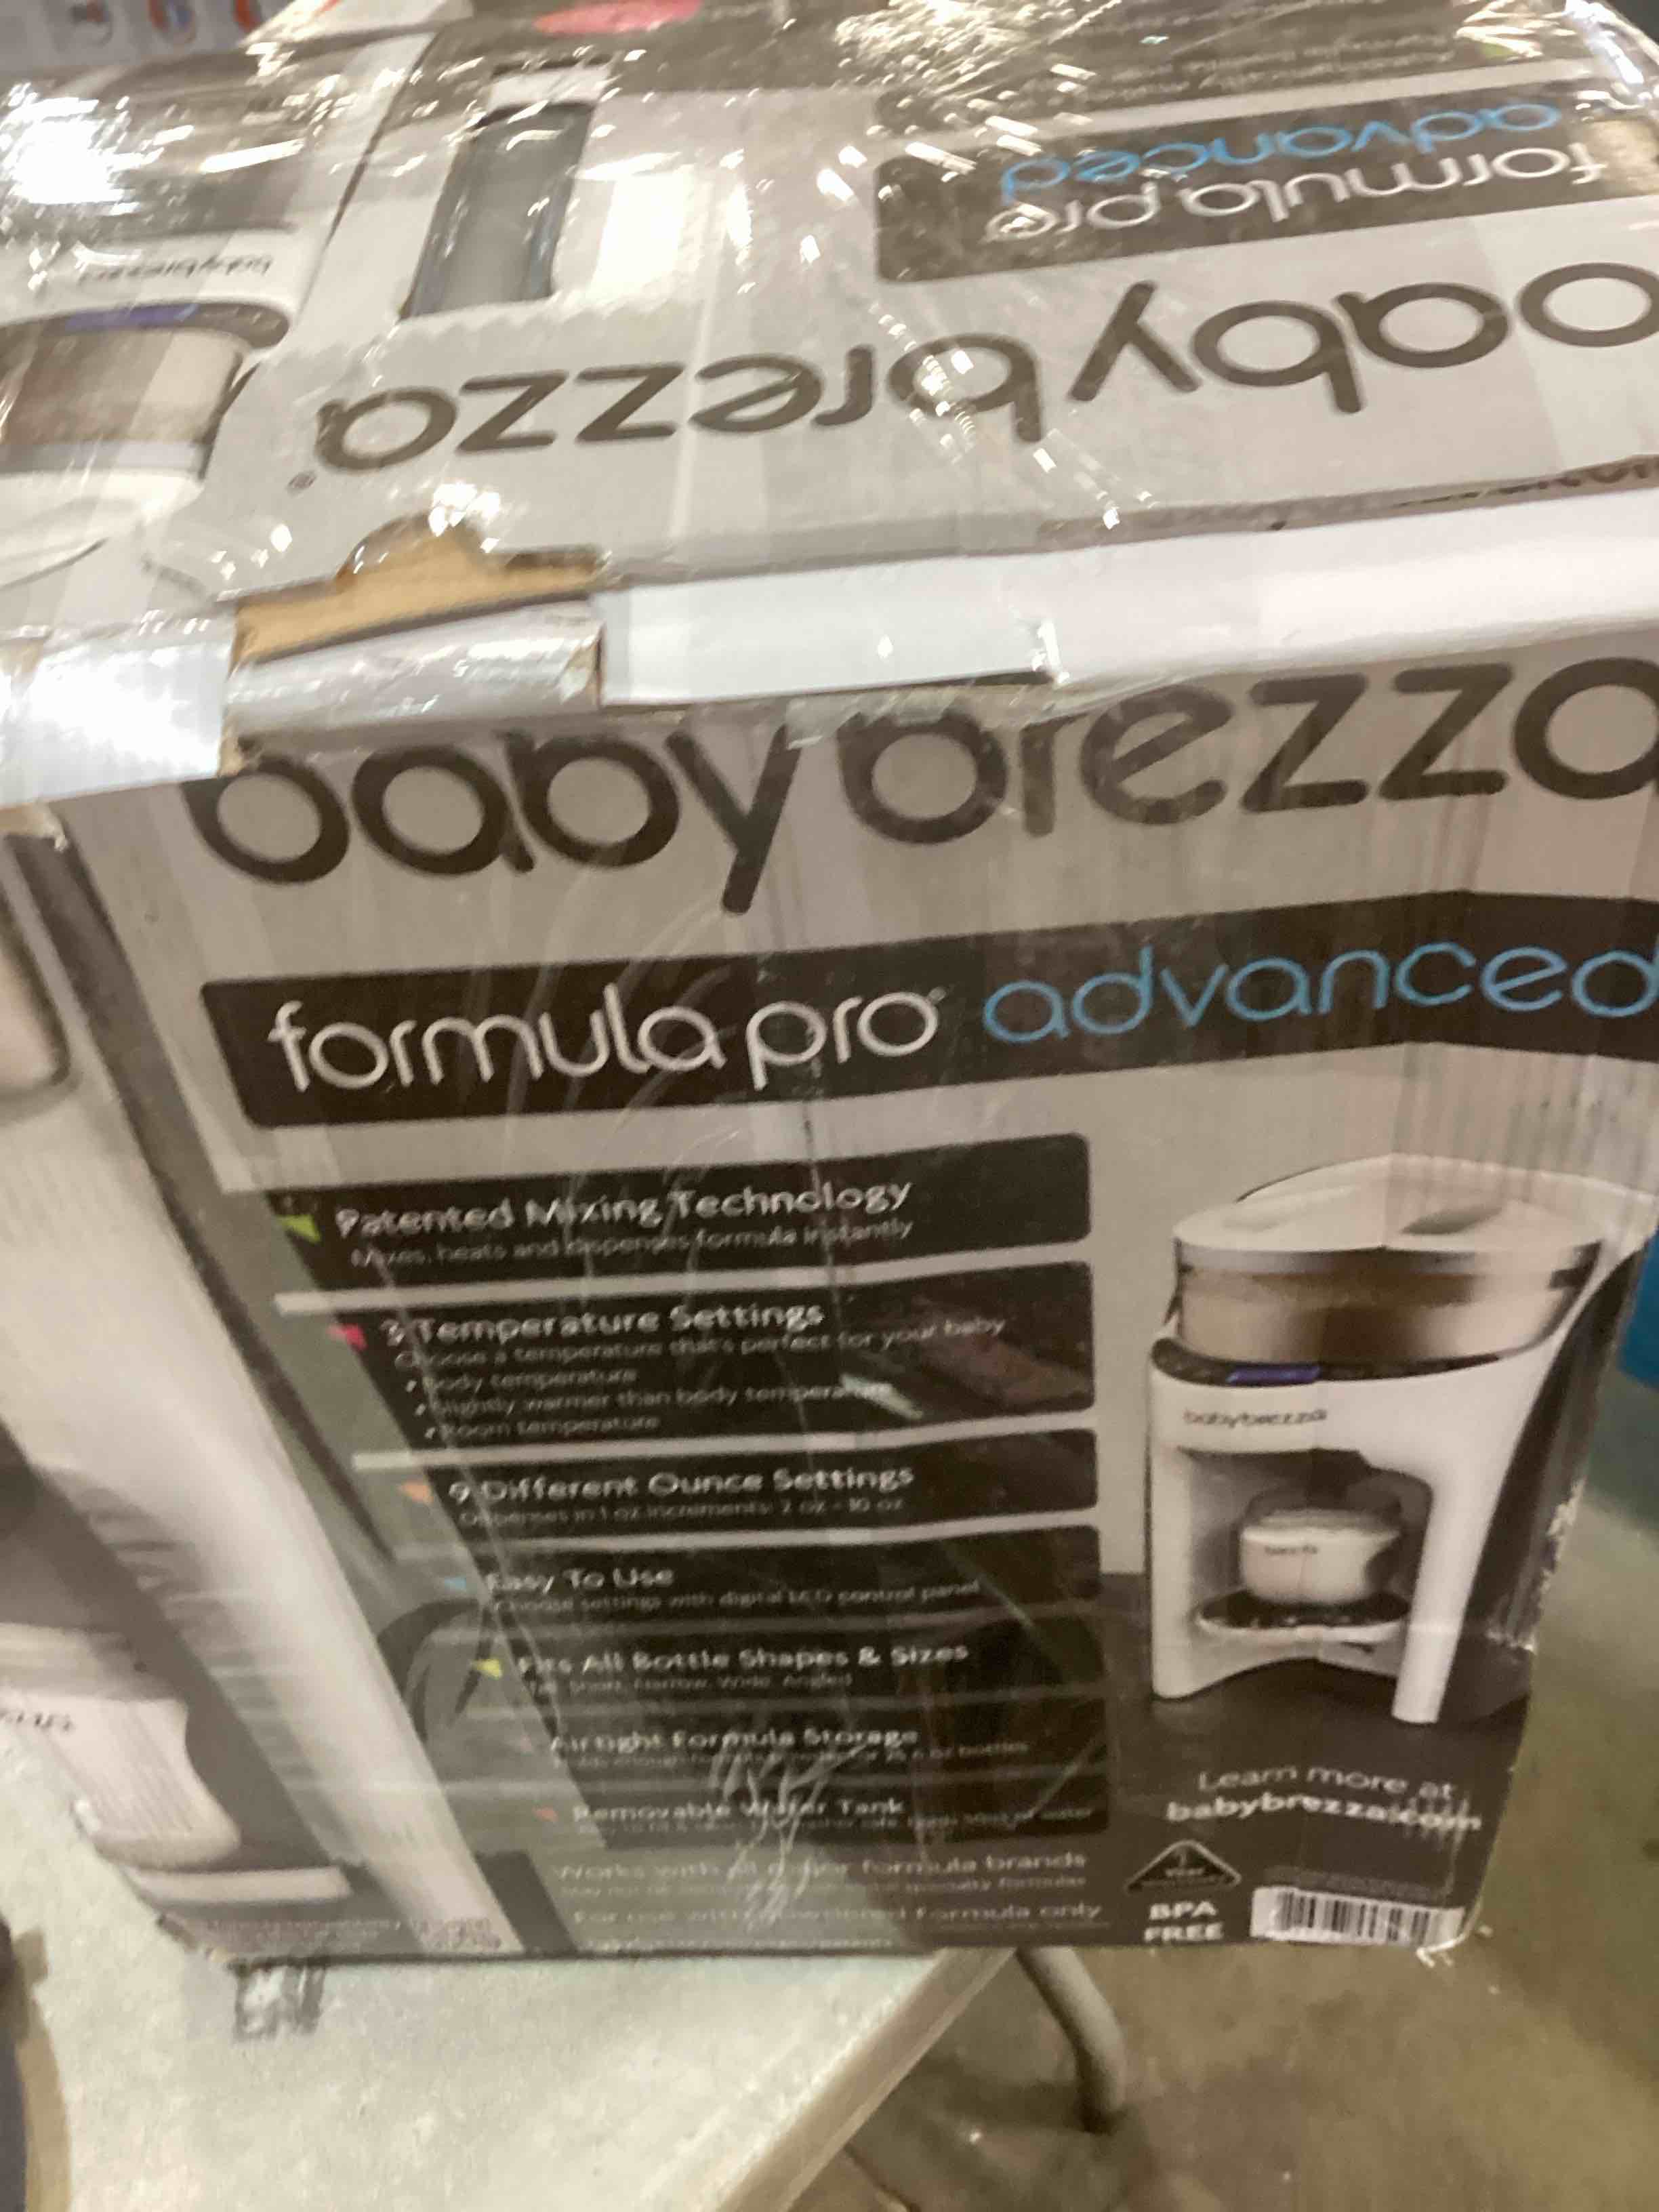 formula pro
advanced
baby brezza®
baby brezza
formula pro advanced
Patented Mixing Technology
Mixes, heats and dispenses formula instantly
3 Temperature Settings
Choose a temperature that's perfect for your baby
• Body temperature
• Slightly warmer than body temperature
• Room temperature
9 Different Ounce Settings
Dispenses in 1 oz increments: 2 oz - 10 oz
Easy To Use
Choose settings with digital LCD control panel
Fits All Bottle Shapes & Sizes
Tall, Short, Narrow, Wide, Angled
Airtight Formula Storage
Removable Water Tank
Works with all major formula brands
For use with powdered formula only
babybrezza
Learn more at
babybrezza.com
1
Year
BPA
FREE
babybrezza